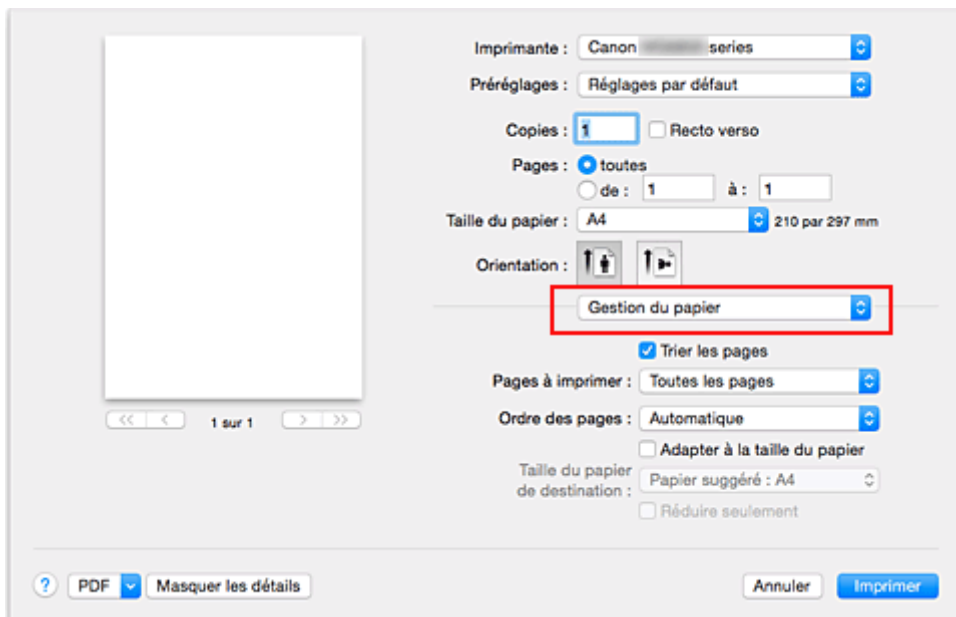 Imprimante : Canon series
Préréglages : Réglages par défaut
Copies : 1 Recto verso
Pages : toutes
de : 1 à : 1
Taille du papier : A4 210 par 297 mm
Orientation :
Gestion du papier
Trier les pages
Pages à imprimer : Toutes les pages
<< < 1 sur 1 > >>
Ordre des pages : Automatique
Adapter à la taille du papier
Taille du papier
de destination : Papier suggéré : A4
Réduire seulement
? PDF Masquer les détails Annuler Imprimer